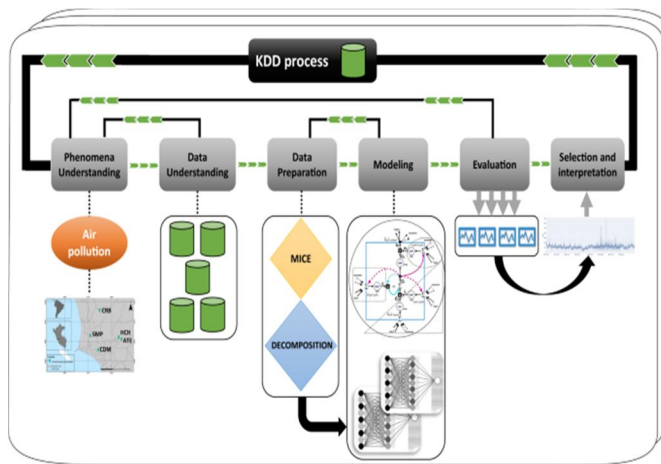 KDD process
Phenomena
Understanding
Data
Understanding
Data
Preparation
Modeling
Evaluation
Selection and
interpretation
Air
pollution
MICE
DECOMPOSITION
CRB
SMP
HCH
ATE
CDM